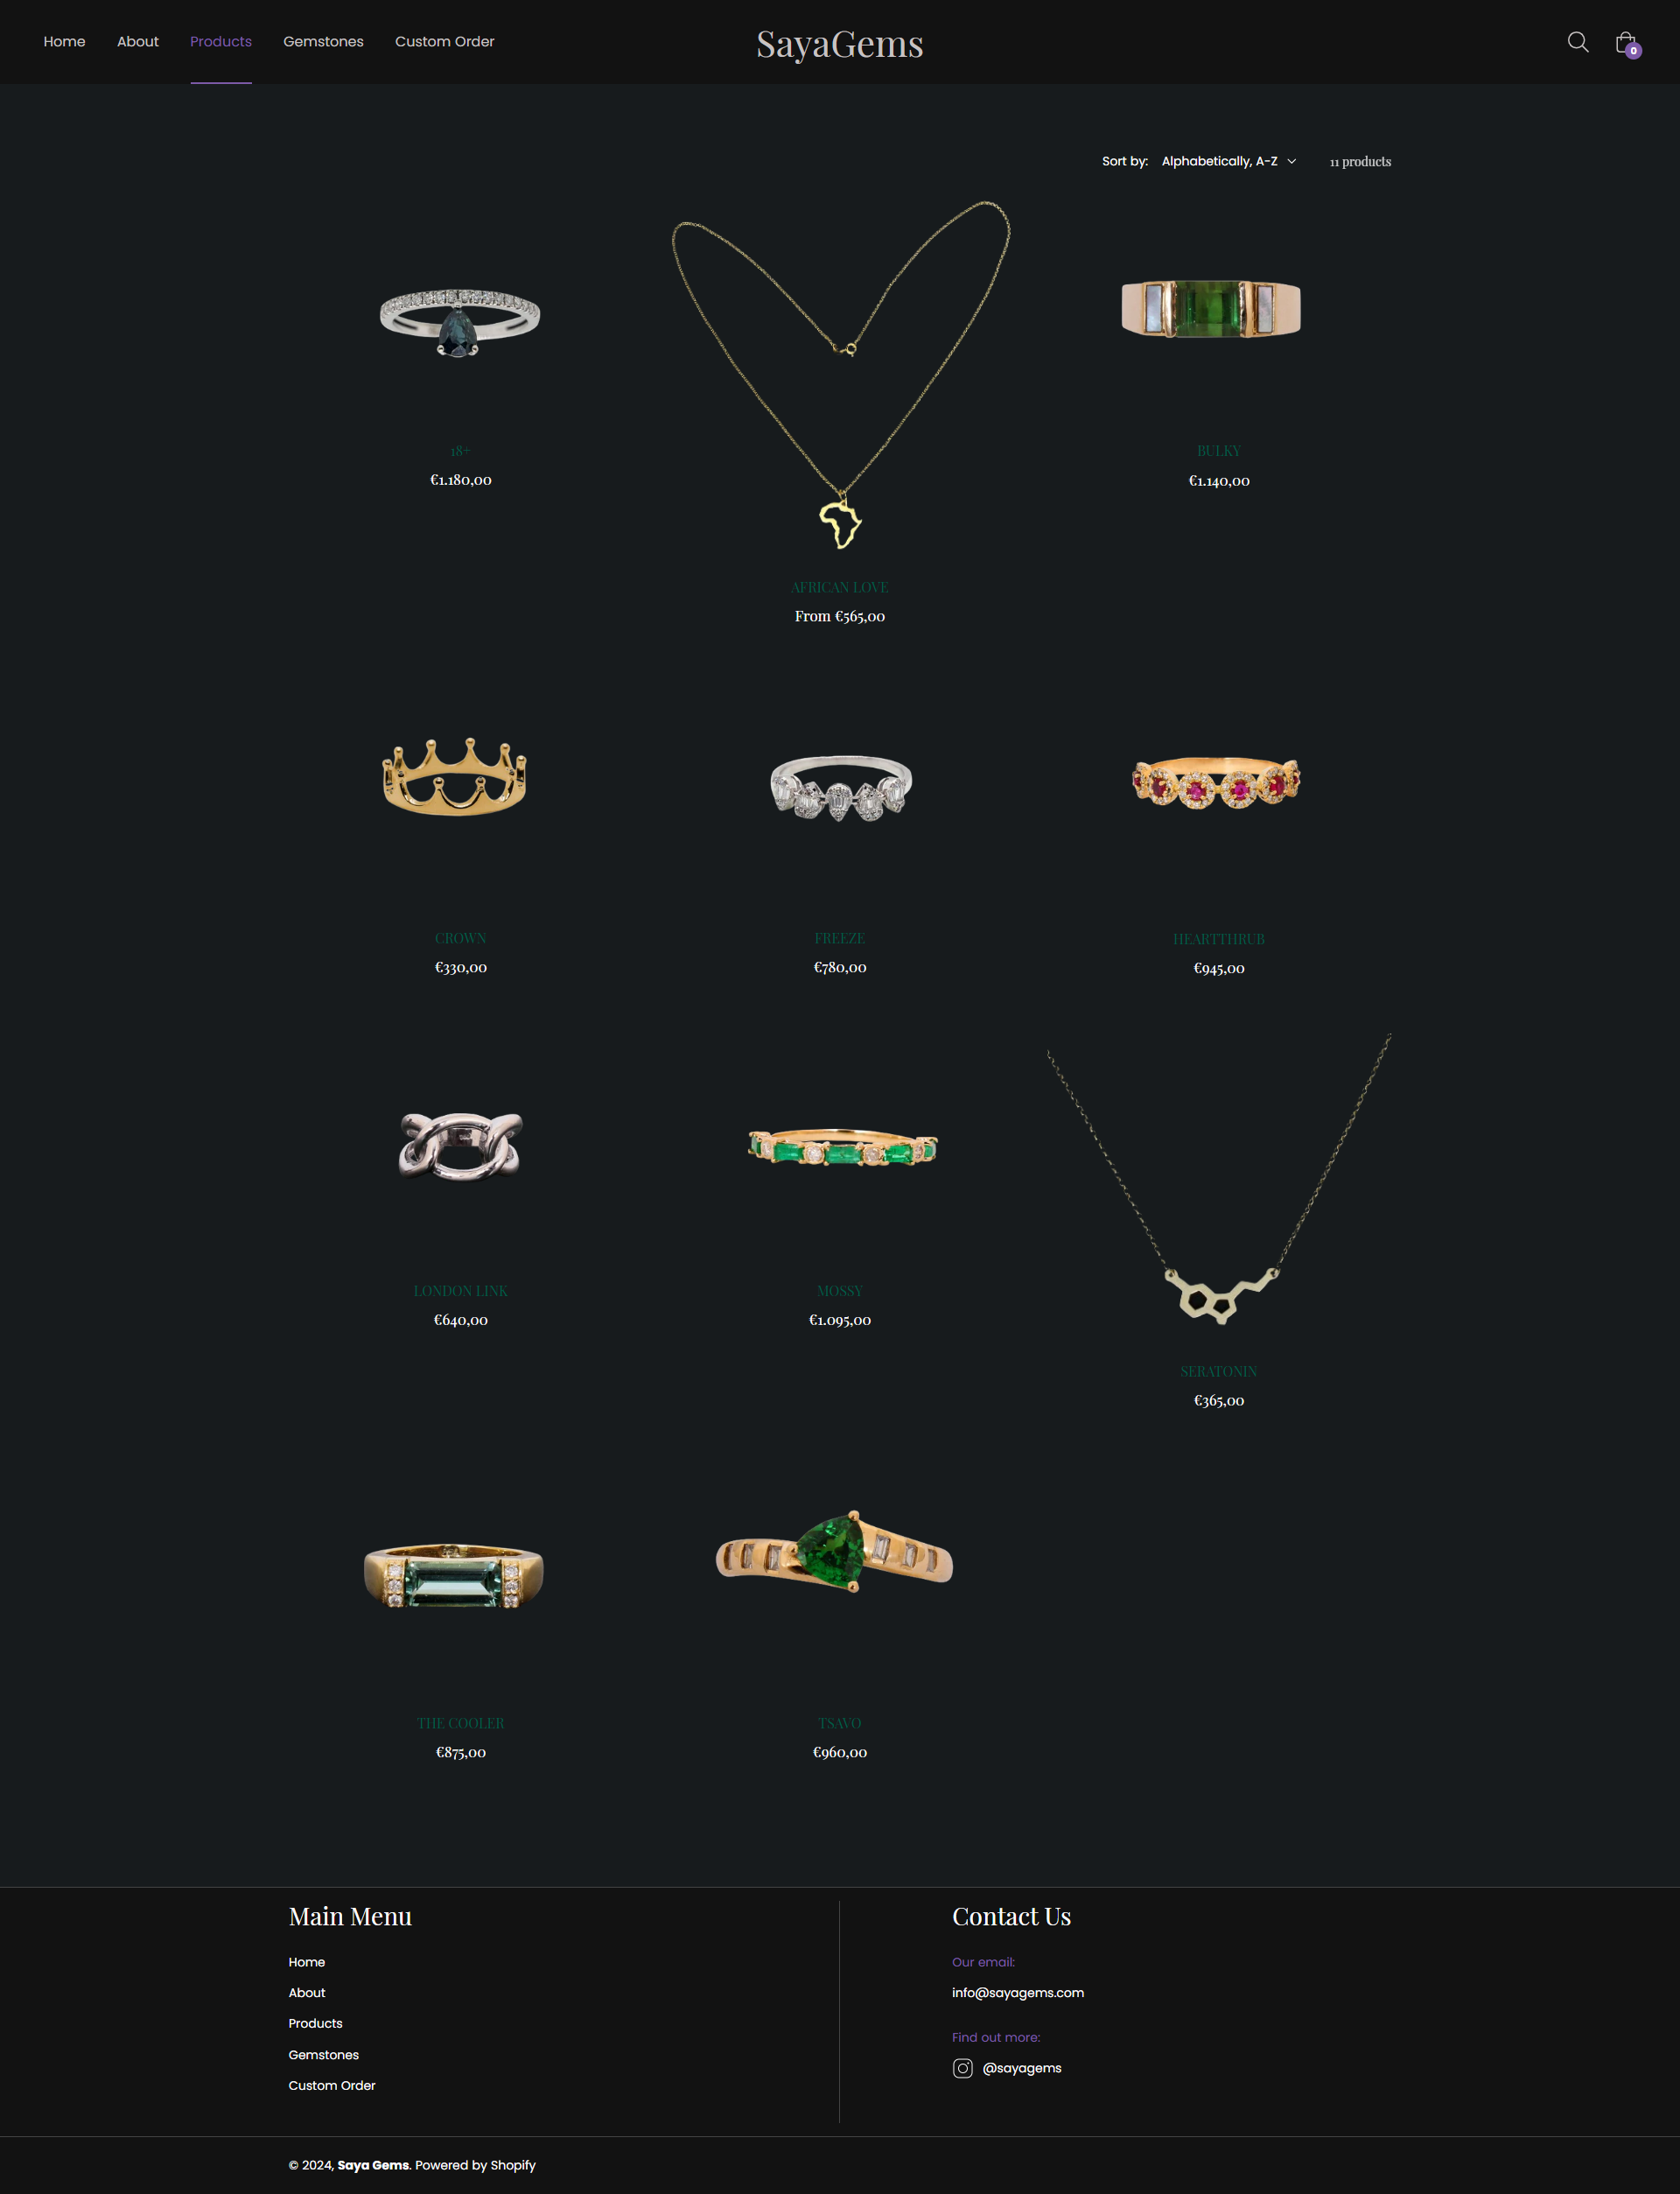 Home
About
Products
Gemstones
Custom Order
SayaGems
0
Sort by: Alphabetically, A-Z
11 products
18+
€1.180,00
AFRICAN LOVE
From €565,00
BULKY
€1.140,00
CROWN
€330,00
FREEZE
€780,00
HEARTTHRUB
€945,00
LONDON LINK
€640,00
MOSSY
€1.095,00
SERATONIN
€365,00
THE COOLER
€875,00
TSAVO
€960,00
Main Menu
Home
About
Products
Gemstones
Custom Order
Contact Us
Our email:
info@sayagems.com
Find out more:
@sayagems
© 2024, Saya Gems. Powered by Shopify